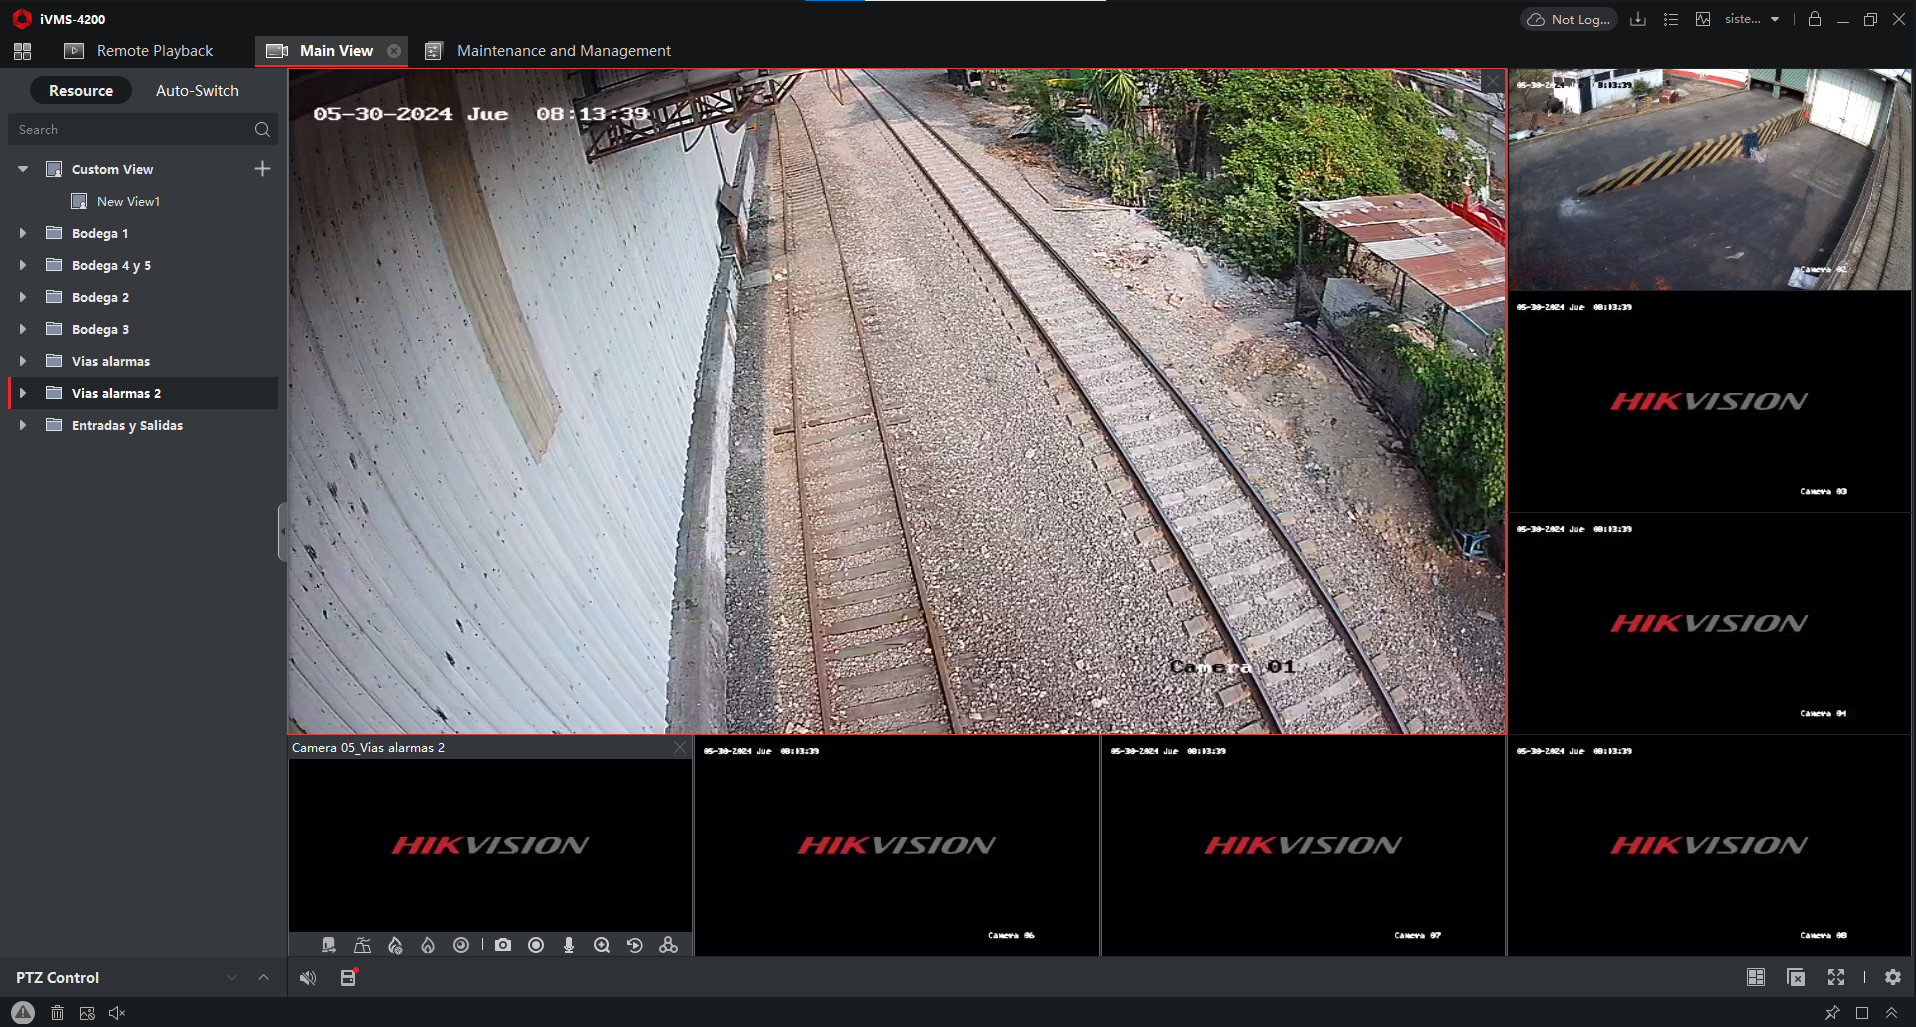 iVMS-4200
Not Log...
siste...
Remote Playback
Main View
Maintenance and Management
Resource
Auto-Switch
Search
Custom View
New View1
Bodega 1
Bodega 4 y 5
Bodega 2
Bodega 3
Vias alarmas
Vias alarmas 2
Entradas y Salidas
PTZ Control
05-30-2024 Jue 08:13:39
Camera 01
05-30-2024 Jue 08:13:39
Camera 02
05-30-2024 Jue 08:13:39
HIKVISION
Camera 03
05-30-2024 Jue 08:13:39
HIKVISION
Camera 04
Camera 05_Vias alarmas 2
HIKVISION
05-30-2024 Jue 08:13:39
HIKVISION
Camera 06
05-30-2024 Jue 08:13:39
HIKVISION
Camera 07
05-30-2024 Jue 08:13:39
HIKVISION
Camera 08